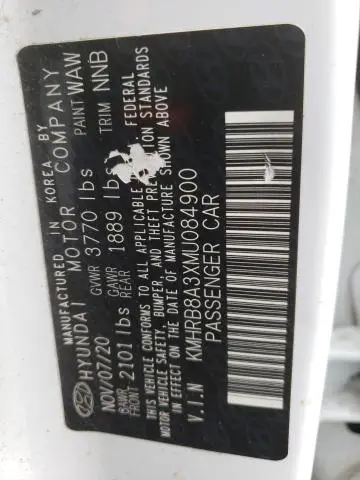 MANUFACTURED IN KOREA BY
HYUNDAI MOTOR COMPANY
NOV/07/20 GVWR 3770 lbs PAINT WAW
GAWR FRONT 2101 lbs GAWR REAR 1889 lb TRIM NNB
THIS VEHICLE CONFORMS TO ALL APPLICABLE FEDERAL
MOTOR VEHICLE SAFETY, BUMPER, AND THEFT PREVENTION STANDARDS
IN EFFECT ON THE DATE OF MANUFACTURE SHOWN ABOVE
V.I.N KMHRB8A3XMU084900
PASSENGER CAR